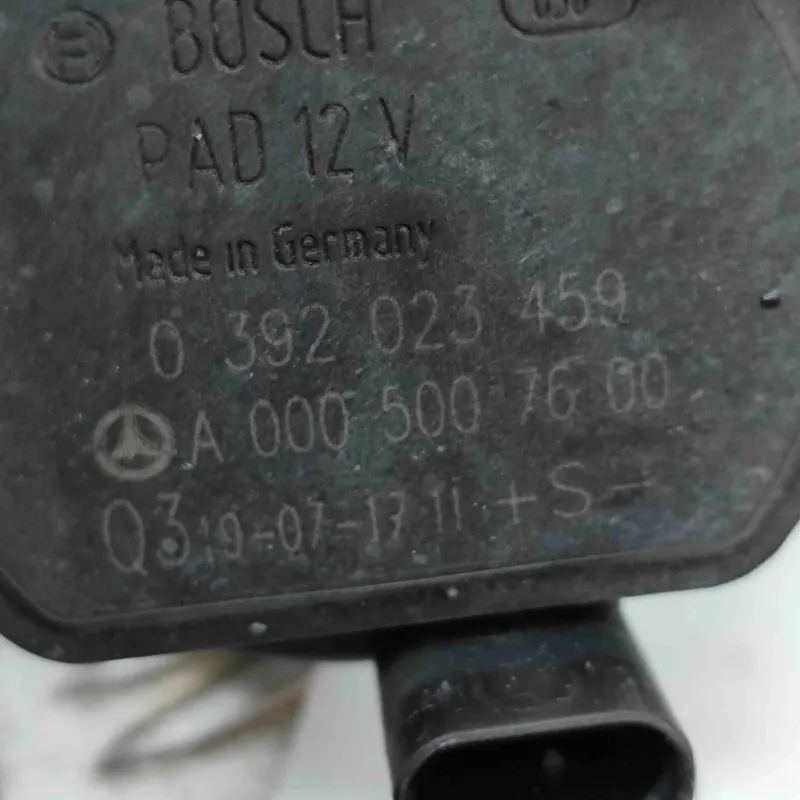 BOSCH
PAD 12 V
Made in Germany
0 392 023 459
A 000 500 76 00
Q3 19-07-17 11 + S -